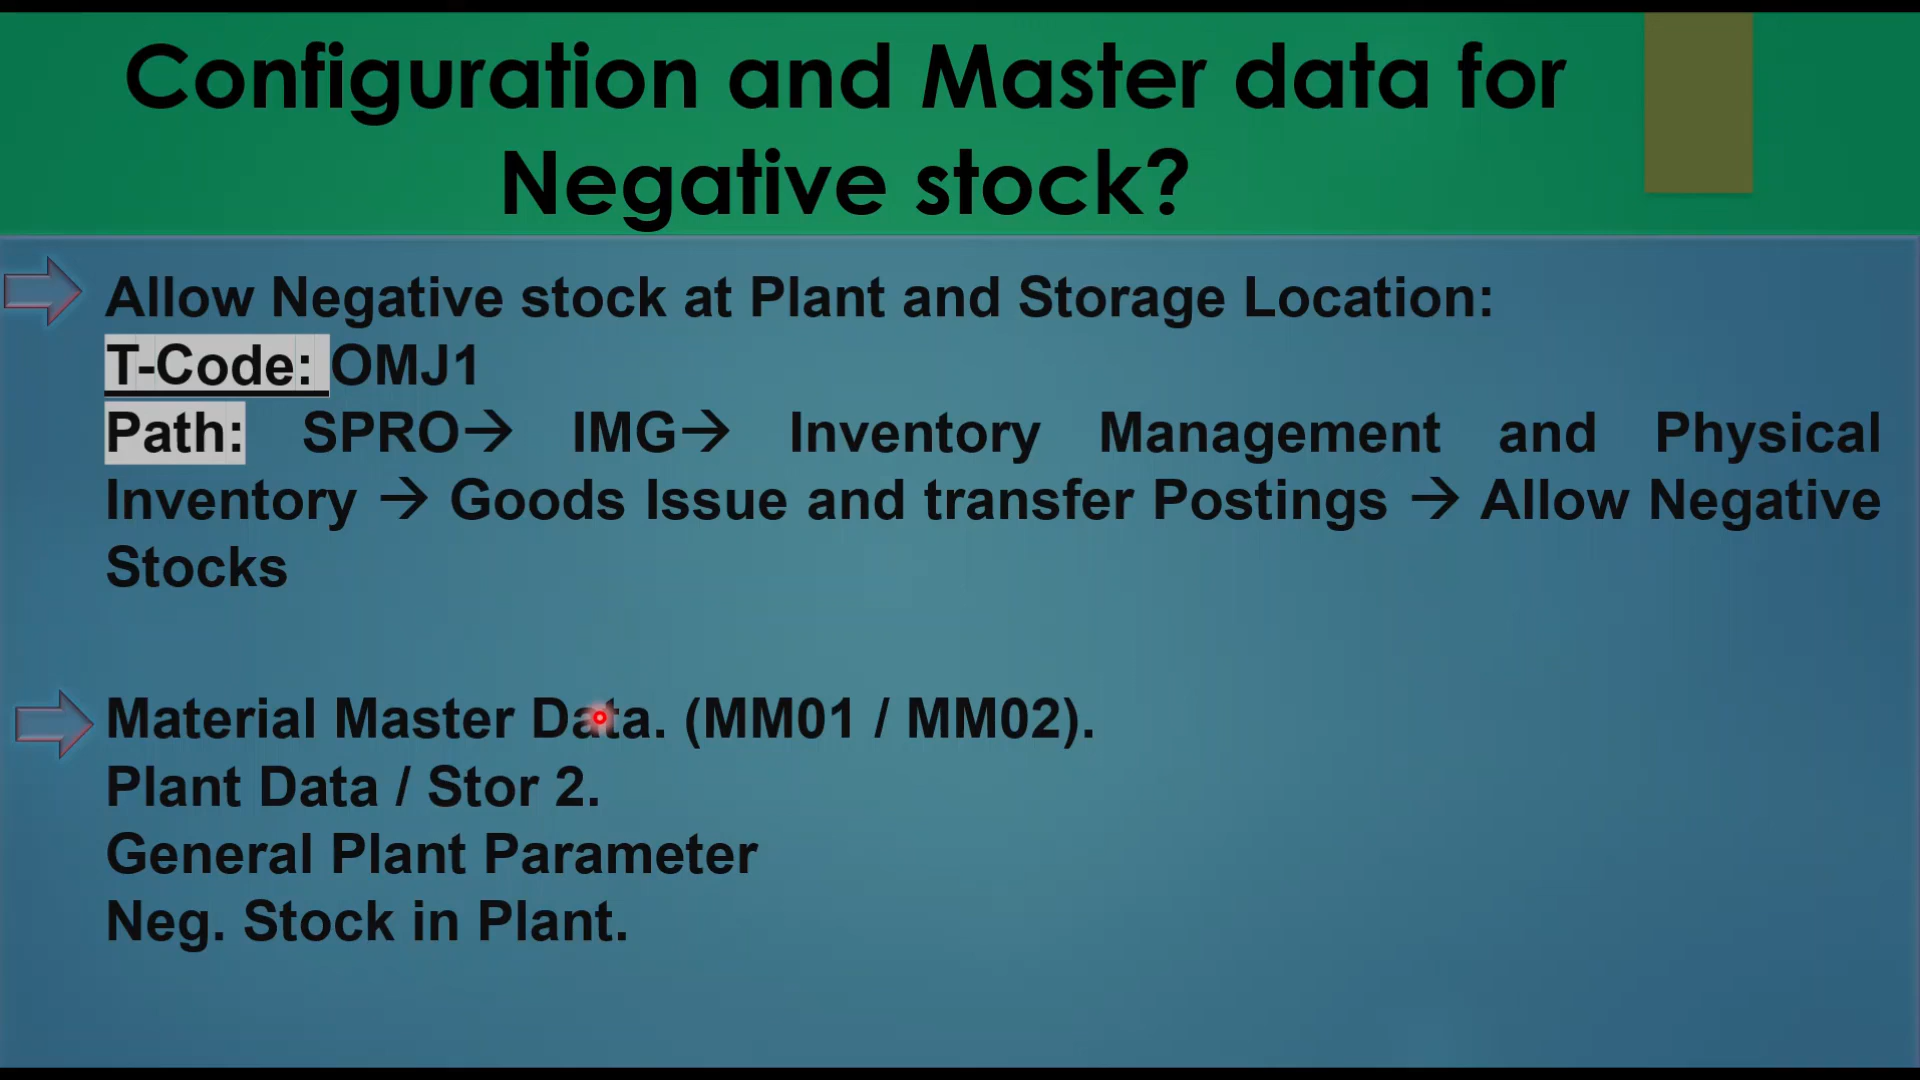 Configuration and Master data for
Negative stock?
Allow Negative stock at Plant and Storage Location:
T-Code: OMJ1
Path: SPRO→ IMG→ Inventory Management and Physical
Inventory → Goods Issue and transfer Postings → Allow Negative
Stocks
Material Master Data. (MM01 / MM02).
Plant Data / Stor 2.
General Plant Parameter
Neg. Stock in Plant.